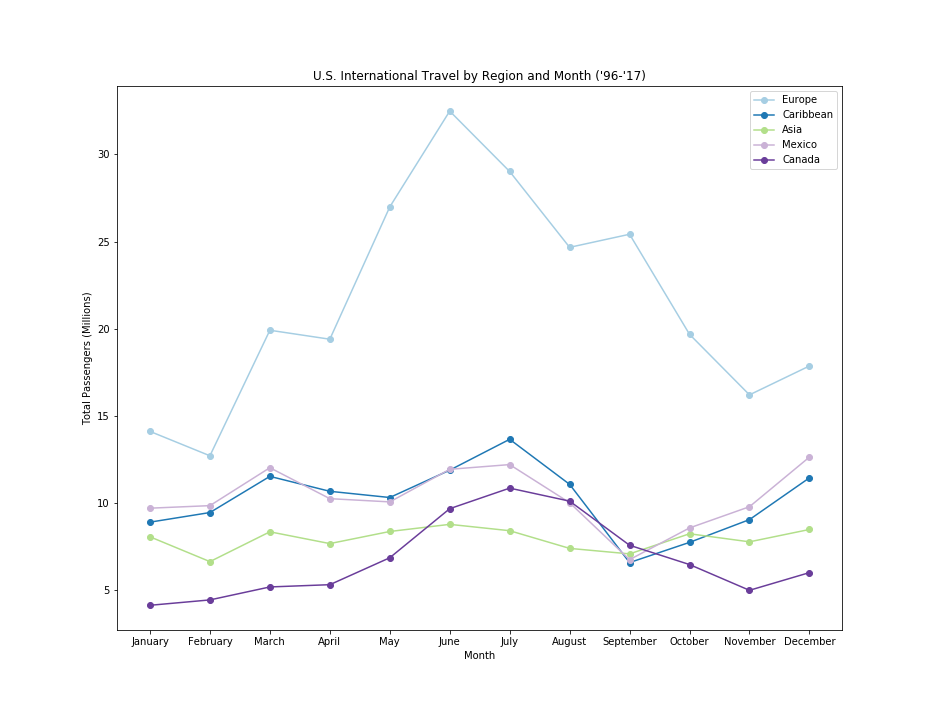 U.S. International Travel by Region and Month ('96-'17)
Europe
Caribbean
Asia
Mexico
Canada
Total Passengers (Millions)
30
25
20
15
10
5
January February March April May June July August September October November December
Month